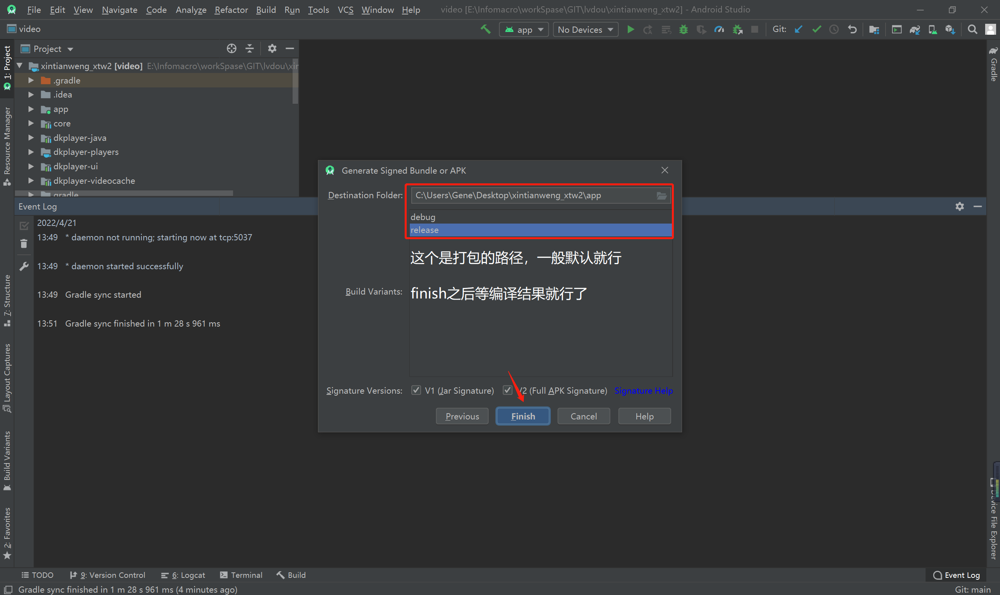 File Edit View Navigate Code Analyze Refactor Build Run Tools VCS Window Help video [E:\Infomacro\workSpase\GIT\lvdou\xintianweng_xtw2] - Android Studio
video
app
No Devices
Git:
1: Project
Resource Manager
7: Structure
Layout Captures
Build Variants
2: Favorites
Project
xintianweng_xtw2 [video] E:\Infomacro\workSpase\GIT\lvdou\xin
.gradle
.idea
app
core
dkplayer-java
dkplayer-players
dkplayer-ui
dkplayer-videocache
gradle
Event Log
2022/4/21
13:49 * daemon not running; starting now at tcp:5037
13:49 * daemon started successfully
13:49 Gradle sync started
13:51 Gradle sync finished in 1 m 28 s 961 ms
Generate Signed Bundle or APK
Destination Folder: C:\Users\Gene\Desktop\xintianweng_xtw2\app
debug
release
这个是打包的路径，一般默认就行
Build Variants:
finish之后等编译结果就行了
Signature Versions: V1 (Jar Signature) V2 (Full APK Signature) Signature Help
Previous Finish Cancel Help
Gradle
Device File Explorer
TODO 9: Version Control 6: Logcat Terminal Build Event Log
Gradle sync finished in 1 m 28 s 961 ms (4 minutes ago) Git: main